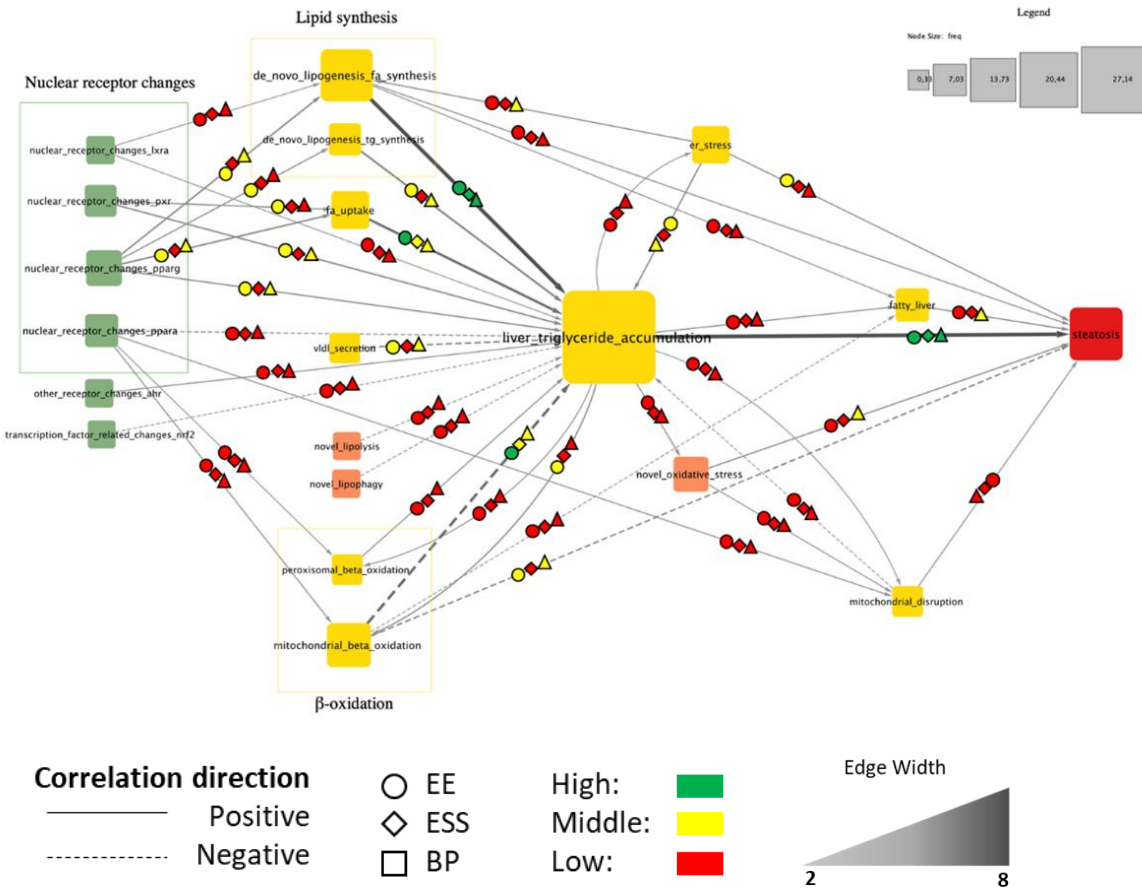 Lipid synthesis
Legend
Node Size: freq
0,33
7,03
13,73
20,44
27,14
Nuclear receptor changes
de_novo_lipogenesis_fa_synthesis
de_novo_lipogenesis_tg_synthesis
nuclear_receptor_changes_lxra
er_stress
nuclear_receptor_changes_pxr
fa_uptake
nuclear_receptor_changes_pparg
fatty_liver
nuclear_receptor_changes_ppara
vldl_secretion
liver_triglyceride_accumulation
steatosis
other_receptor_changes_ahr
transcription_factor_related_changes_nrf2
novel_lipolysis
novel_lipophagy
novel_oxidative_stress
peroxisomal_beta_oxidation
mitochondrial_disruption
mitochondrial_beta_oxidation
β-oxidation
Correlation direction
Positive
Negative
EE
ESS
BP
High:
Middle:
Low:
Edge Width
2
8